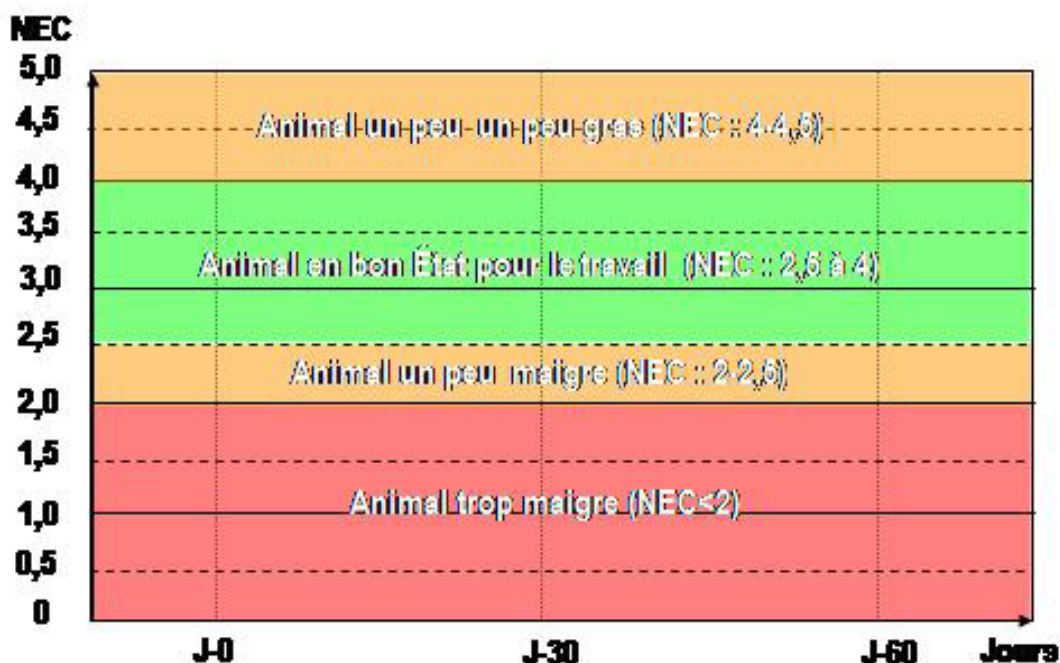 NEC
5,0
4,5
Animal un peu un peu gras (NEC : 4-4,5)
4,0
3,5
Animal en bon État pour le travail (NEC : 2,5 à 4)
3,0
2,5
Animal un peu maigre (NEC : 2-2,5)
2,0
1,5
Animal trop maigre (NEC<2)
1,0
0,5
0
J-0 J-30 J-60 Jours